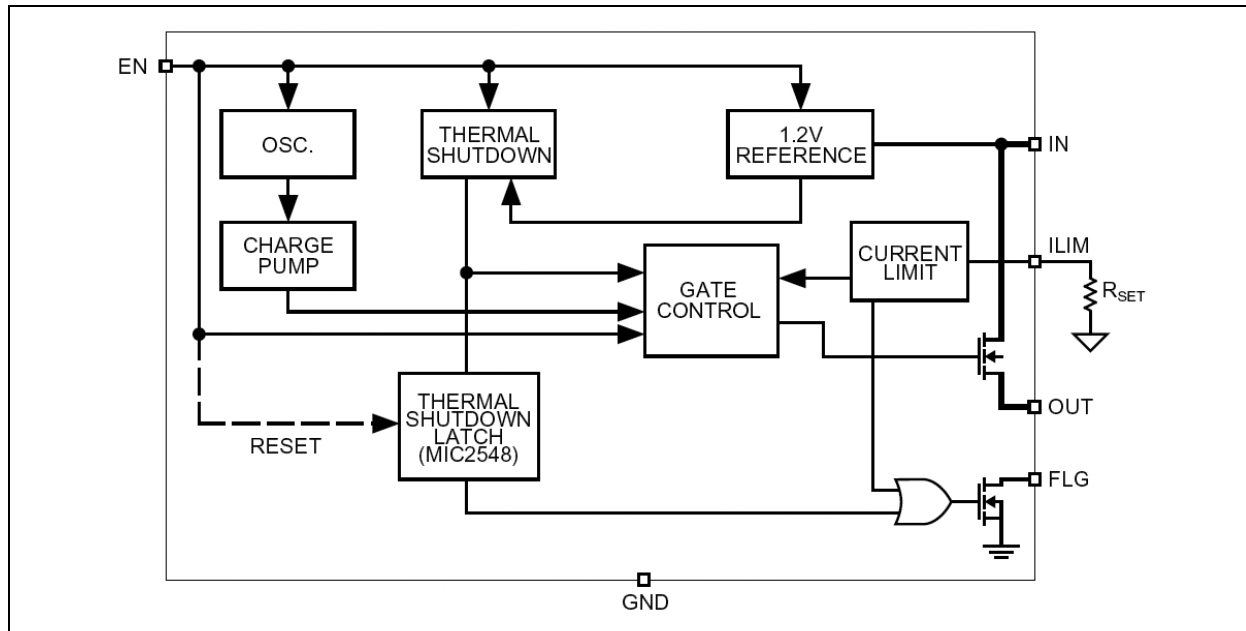 EN
OSC.
THERMAL
SHUTDOWN
1.2V
REFERENCE
IN
CHARGE
PUMP
GATE
CONTROL
CURRENT
LIMIT
ILIM
RSET
THERMAL
SHUTDOWN
LATCH
(MIC2548)
RESET
OUT
FLG
GND